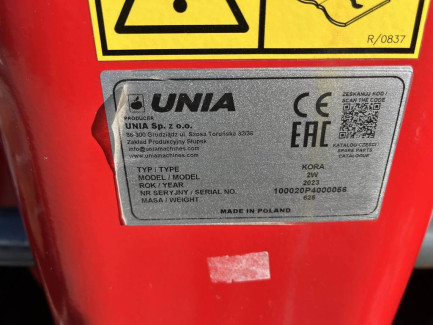 R/0837
UNIA
PRODUCER
UNIA Sp. z o.o.
86-300 Grudziądz ul. Szosa Toruńska 32/38
Zakład Produkcyjny Słupsk
info@uniamachines.com
www.uniamachines.com
CE
EAC
ZESKANUJ KOD /
SCAN THE CODE
KATALOG CZĘŚCI
SPARE PARTS
CATALOGUE
TYP / TYPE KORA
MODEL / MODEL 2W
ROK / YEAR 2023
NR SERYJNY / SERIAL NO. 100020P4000056
MASA / WEIGHT 625
MADE IN POLAND